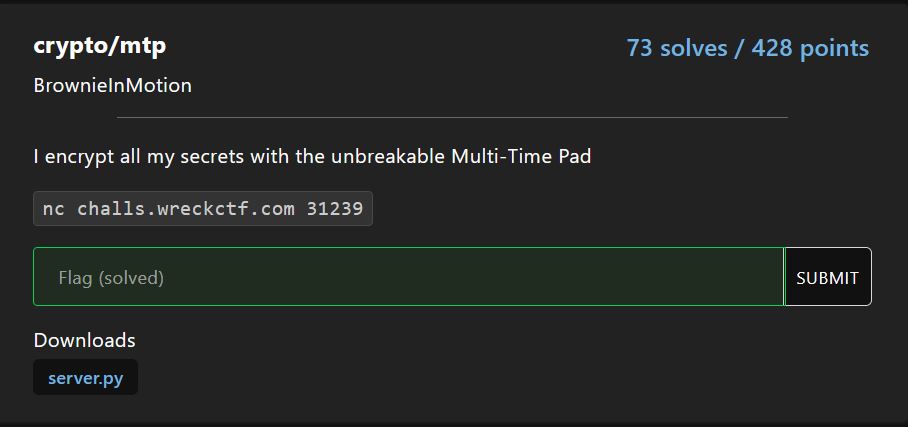 crypto/mtp
73 solves / 428 points
BrownieInMotion
I encrypt all my secrets with the unbreakable Multi-Time Pad
nc challs.wreckctf.com 31239
Flag (solved)
SUBMIT
Downloads
server.py